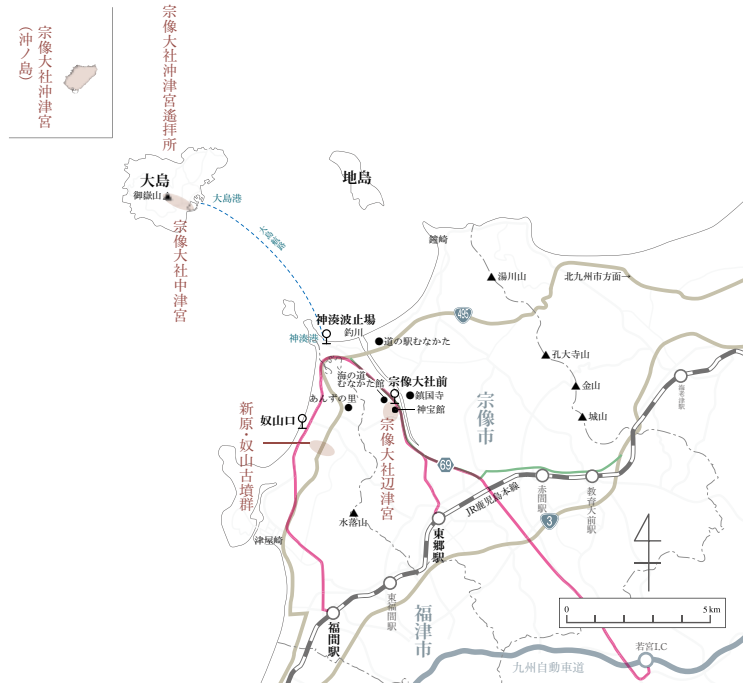 宗像大社沖津宮
(沖ノ島)
宗像大社沖津宮遙拝所
大島
御嶽山
大島港
宗像大社中津宮
地島
大島航路
鐘崎
湯川山
北九州市方面→
495
神湊波止場
神湊港
釣川
道の駅むなかた
孔大寺山
金山
城山
海老津駅
海の道
むなかた館
宗像大社前
鎮国寺
神宝館
あんずの里
奴山口
新原・奴山古墳群
宗像大社辺津宮
宗像市
69
JR鹿児島本線
赤間駅
教育大前駅
3
水落山
津屋崎
東郷駅
東福間駅
福間駅
福津市
0
5km
若宮I.C
九州自動車道